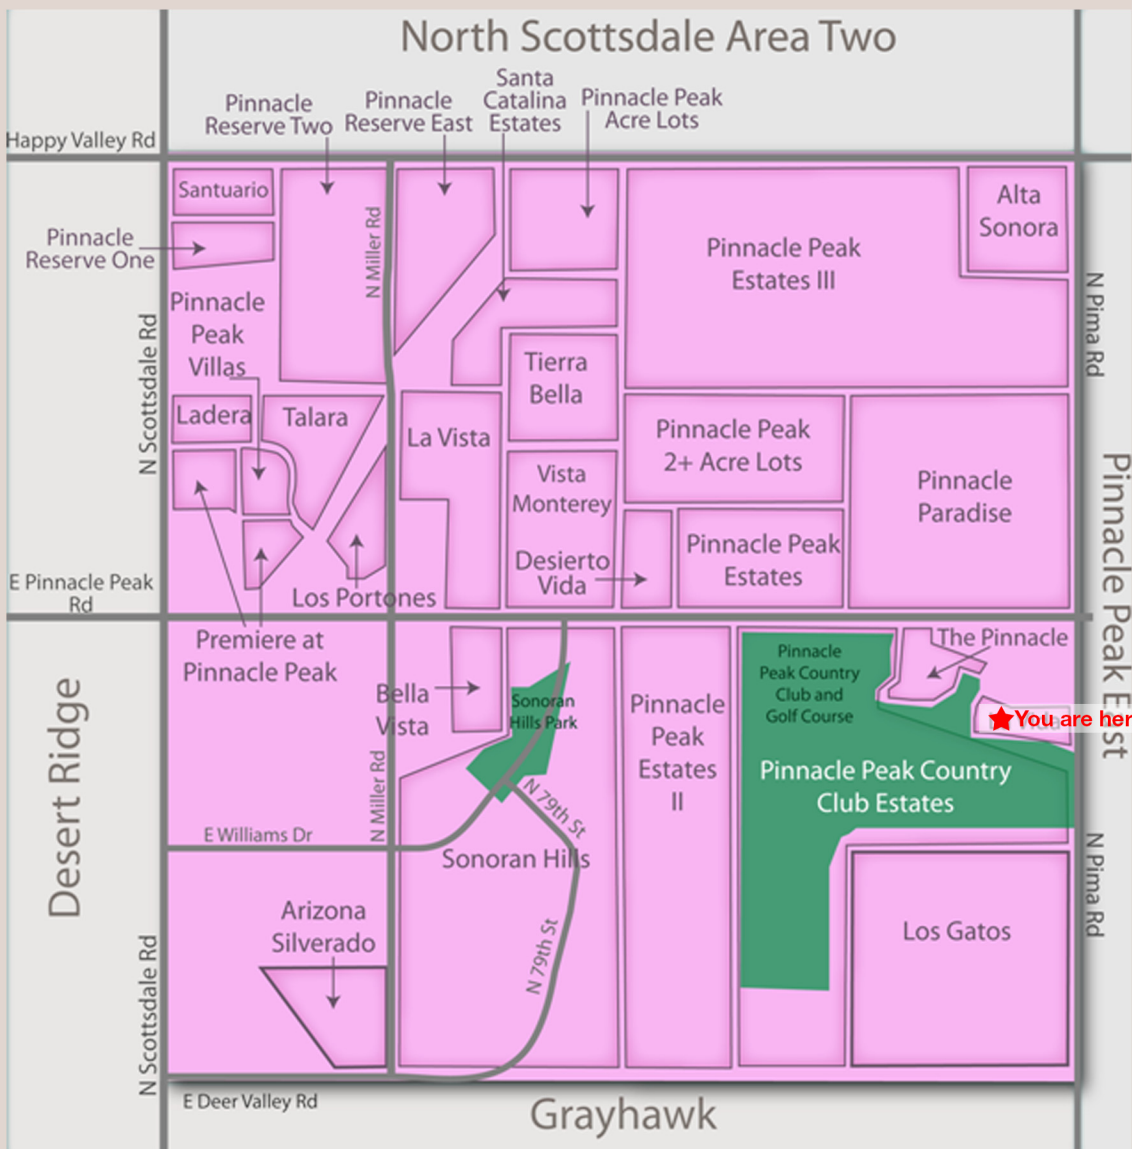 North Scottsdale Area Two
Santa
Catalina
Estates
Pinnacle
Reserve Two
Pinnacle
Reserve East
Pinnacle Peak
Acre Lots
Happy Valley Rd
Santuario
Alta
Sonora
Pinnacle
Reserve One
N Miller Rd
Pinnacle Peak
Estates III
N Pima Rd
Pinnacle
Peak
Villas
N Scottsdale Rd
Tierra
Bella
Ladera
Talara
La Vista
Pinnacle Peak
2+ Acre Lots
Vista
Monterey
Pinnacle
Paradise
Desierto
Vida
Pinnacle Peak
Estates
Pinnacle Peak East
E Pinnacle Peak
Rd
Los Portones
Premiere at
Pinnacle Peak
Pinnacle
Peak Country
Club and
Golf Course
The Pinnacle
Bella
Vista
Sonoran
Hills Park
Pinnacle
Peak
Estates
II
You are her
Desert Ridge
N Miller Rd
Pinnacle Peak Country
Club Estates
N 79th St
E Williams Dr
Sonoran Hills
N Pima Rd
Arizona
Silverado
Los Gatos
N 79th St
N Scottsdale Rd
E Deer Valley Rd
Grayhawk